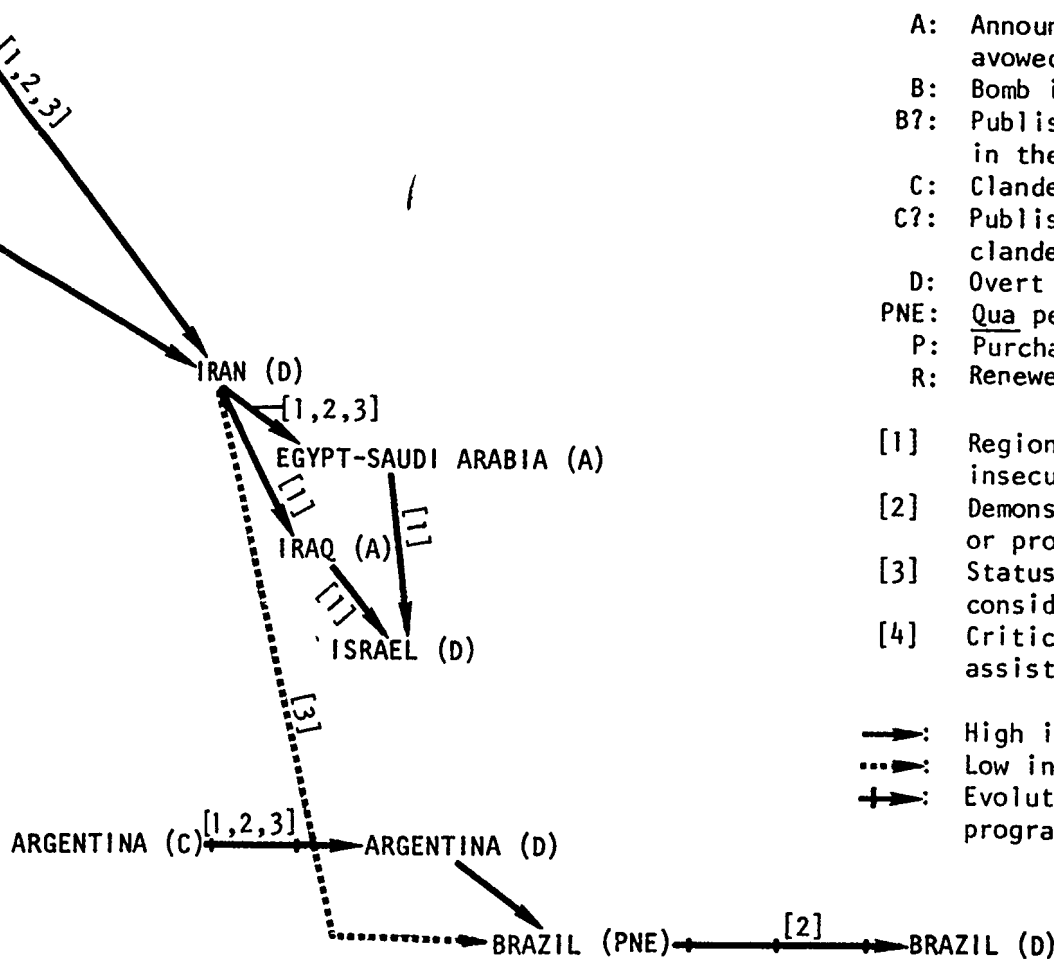 [1,2,3]
IRAN (D)
[1,2,3]
EGYPT-SAUDI ARABIA (A)
[1]
[1]
IRAQ (A)
[1]
ISRAEL (D)
[3]
ARGENTINA (C)
[1,2,3]
ARGENTINA (D)
BRAZIL (PNE)
[2]
BRAZIL (D)
A: Announ
avowed
B: Bomb i
B?: Publis
in the
C: Clande
C?: Publis
clande
D: Overt
PNE: Qua pe
P: Purcha
R: Renewe
[1] Region
insecu
[2] Demons
or pro
[3] Status
consid
[4] Critic
assist
: High i
: Low in
: Evolut
progra